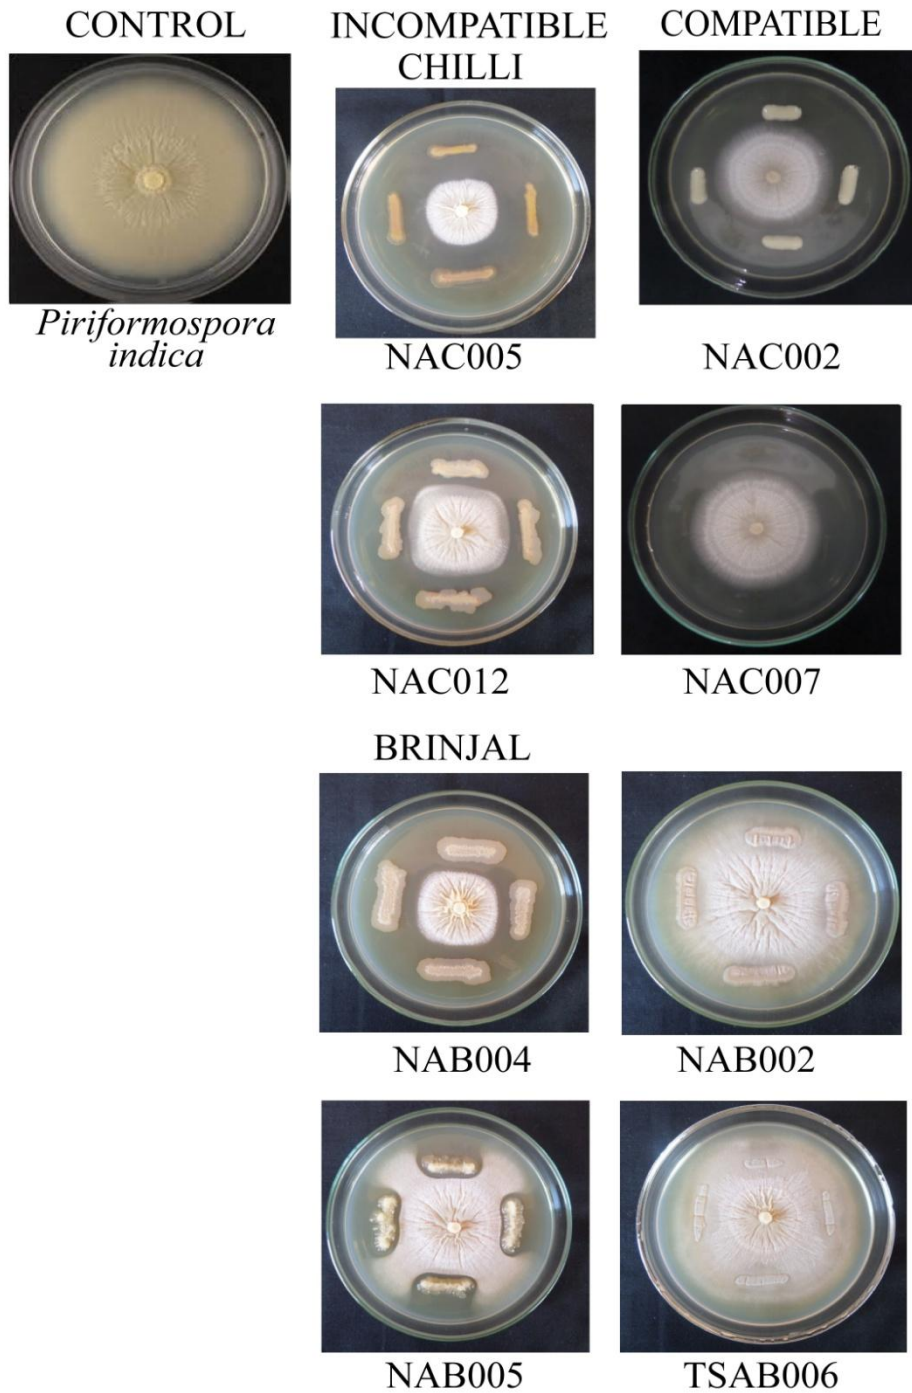 CONTROL
INCOMPATIBLE
COMPATIBLE
CHILLI
Piriformospora
indica
NAC005
NAC002
NAC012
NAC007
BRINJAL
NAB004
NAB002
NAB005
TSAB006